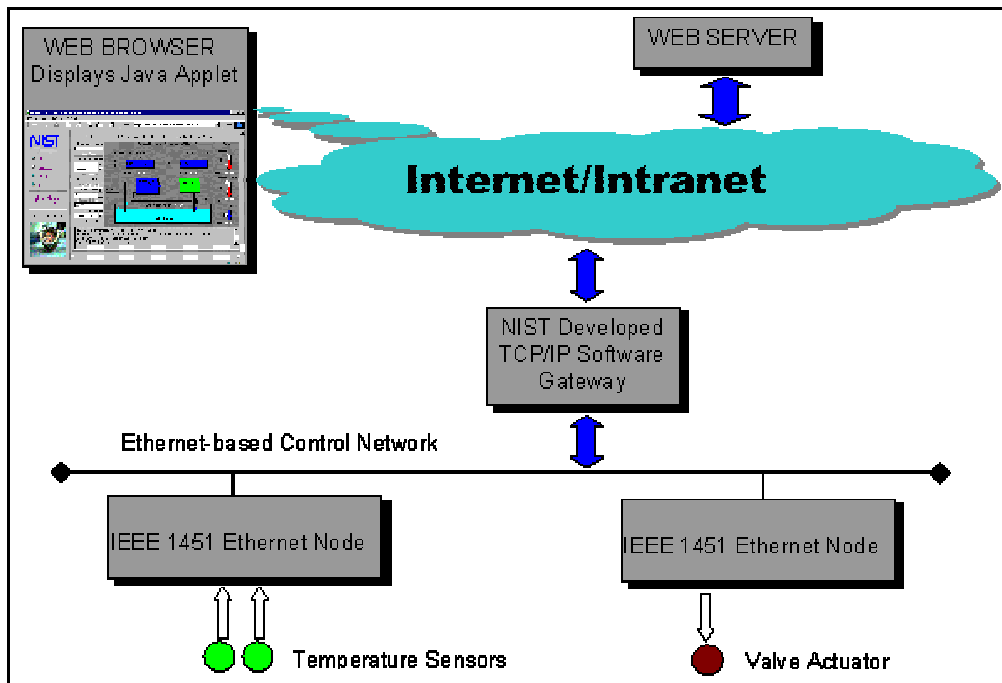 WEB BROWSER
Displays Java Applet
NIST
WEB SERVER
Internet/Intranet
NIST Developed
TCP/IP Software
Gateway
Ethernet-based Control Network
IEEE 1451 Ethernet Node
IEEE 1451 Ethernet Node
Temperature Sensors
Valve Actuator